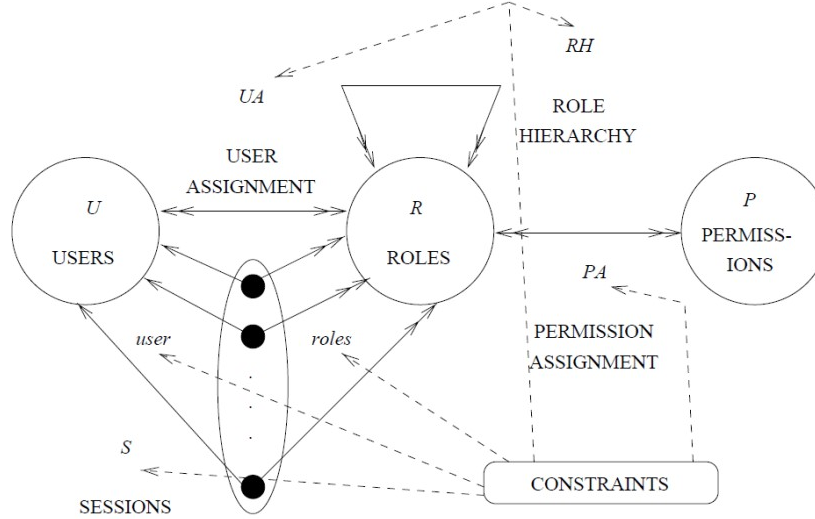 RH
UA
ROLE
HIERARCHY
USER
ASSIGNMENT
U
USERS
R
ROLES
P
PERMISS-
IONS
PA
user
roles
PERMISSION
ASSIGNMENT
S
SESSIONS
CONSTRAINTS